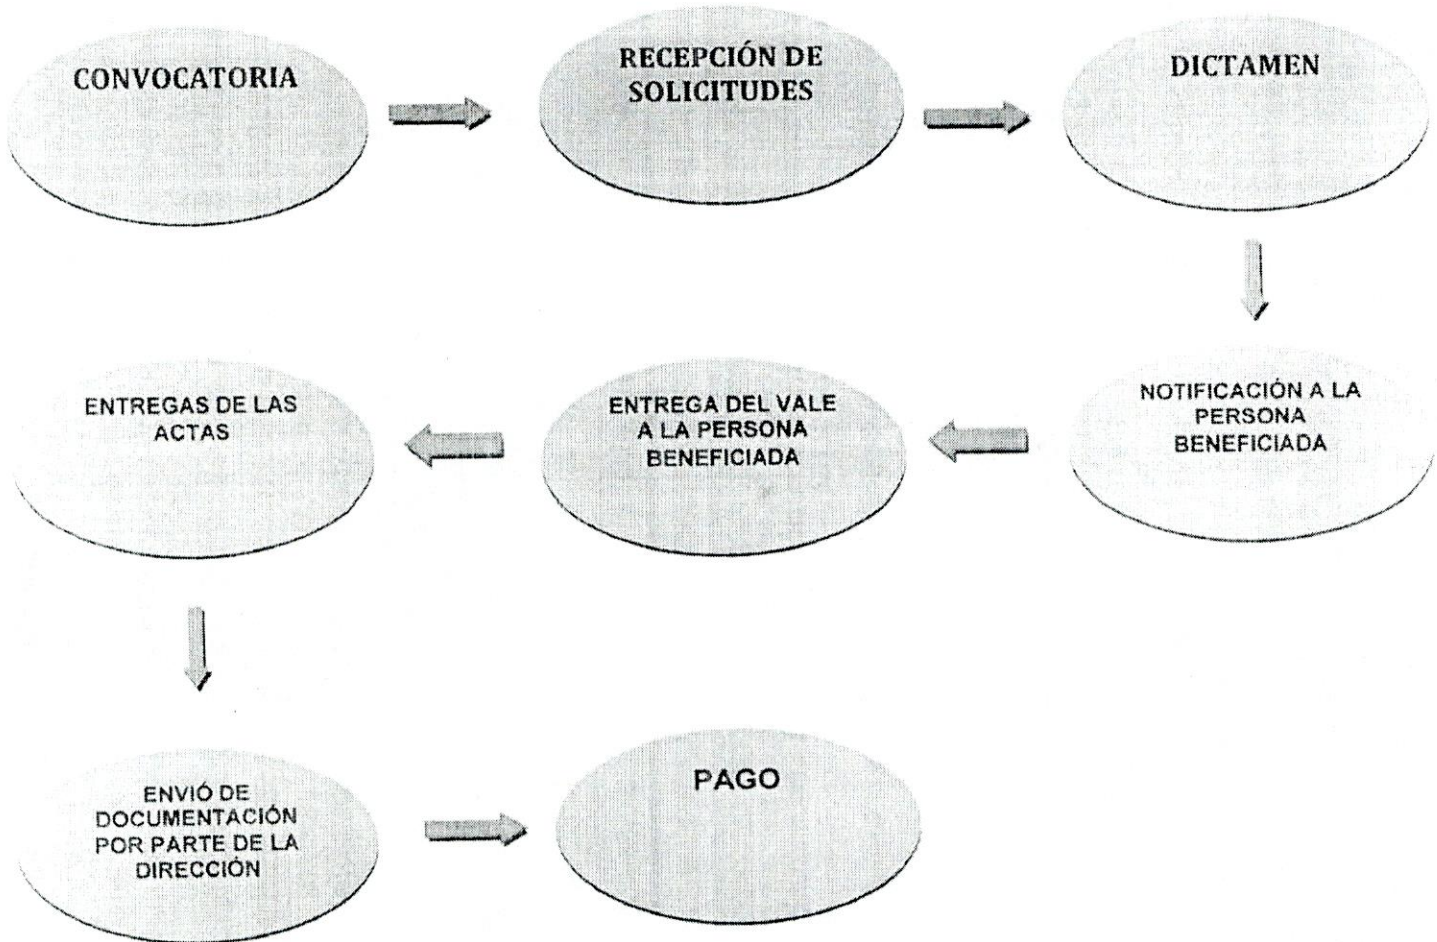 CONVOCATORIA
RECEPCIÓN DE
SOLICITUDES
DICTAMEN
NOTIFICACIÓN A LA
PERSONA
BENEFICIADA
ENTREGA DEL VALE
A LA PERSONA
BENEFICIADA
ENTREGAS DE LAS
ACTAS
ENVIÓ DE
DOCUMENTACIÓN
POR PARTE DE LA
DIRECCIÓN
PAGO